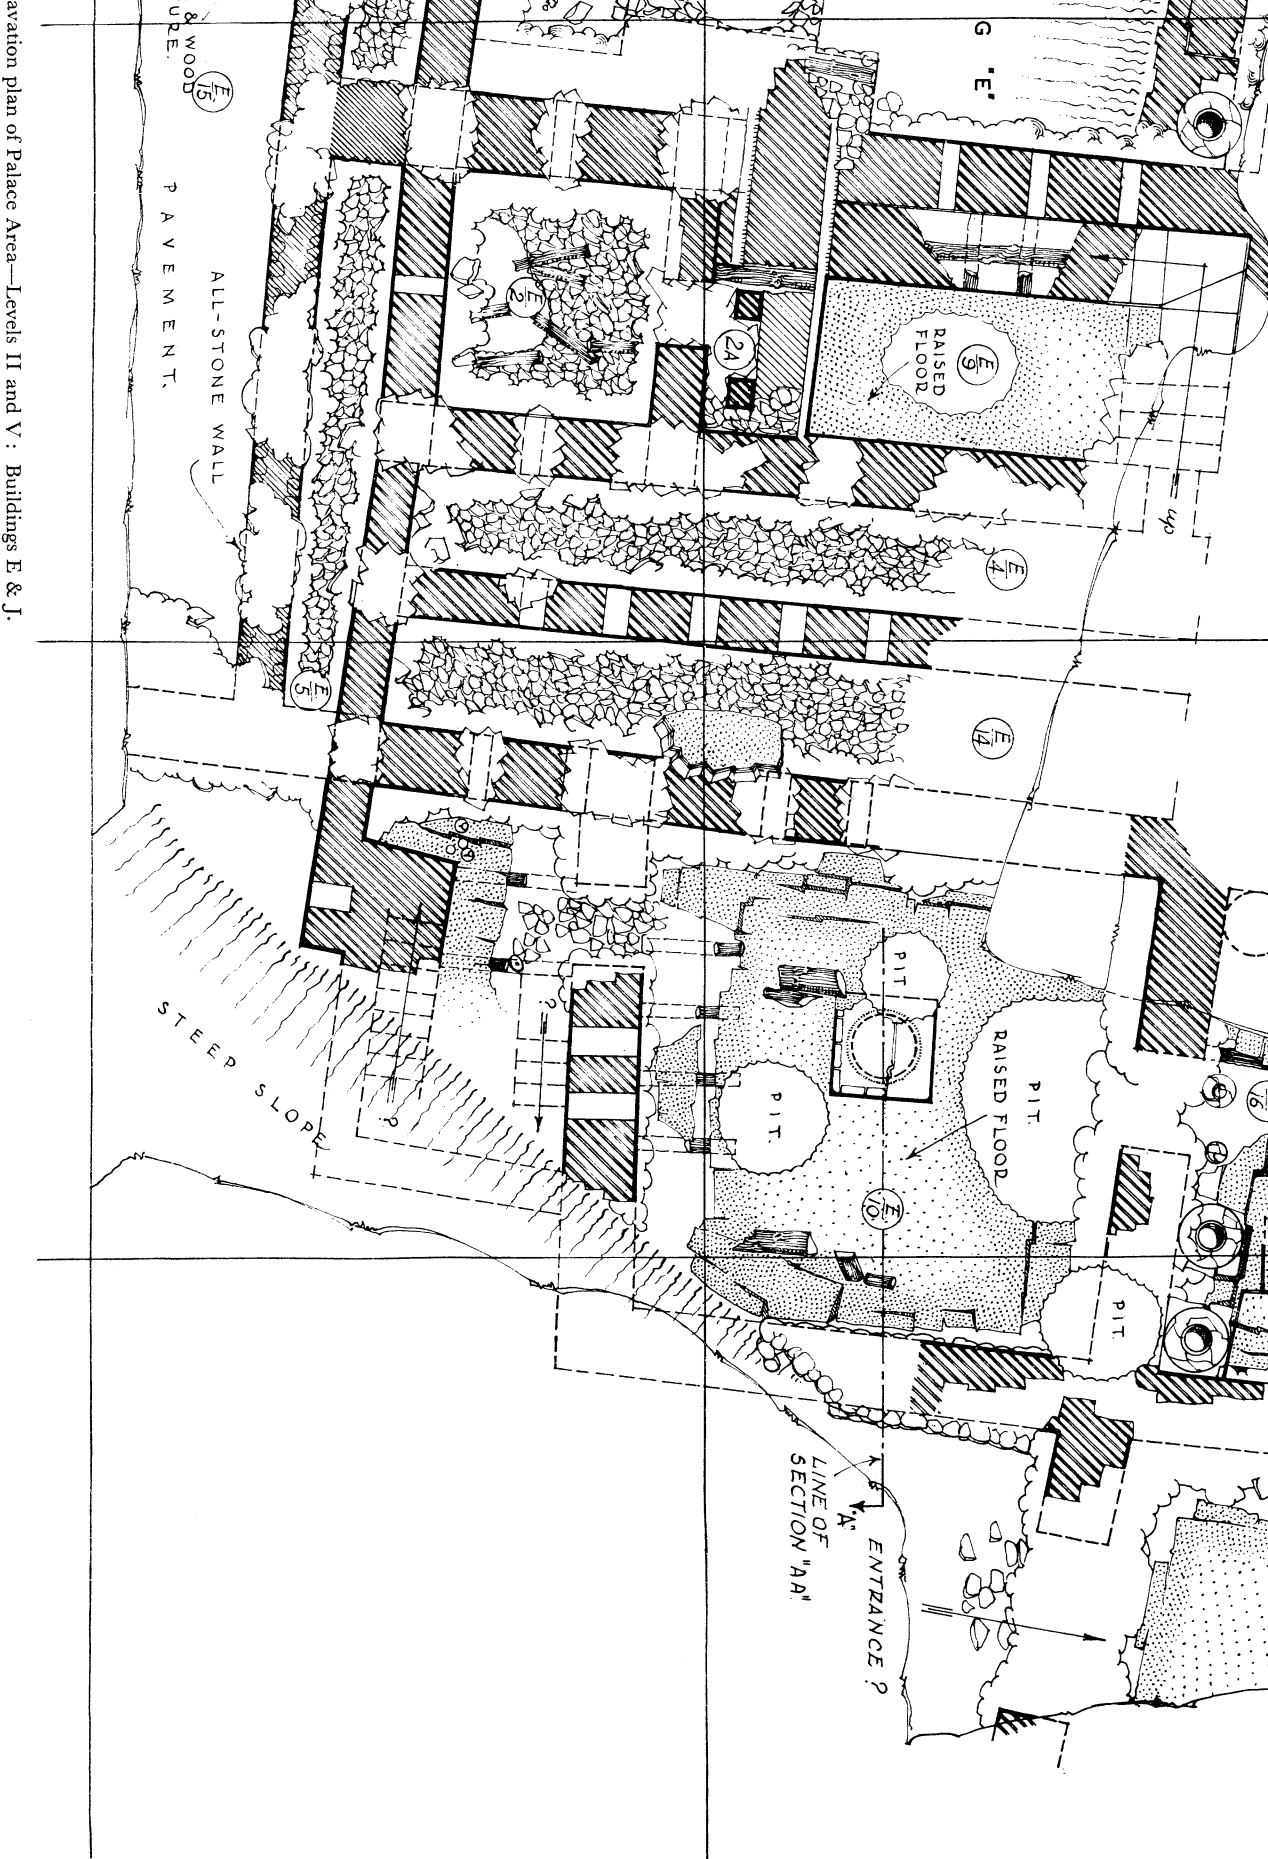 G "E"
& WOOD
URE.
E/15
PAVEMENT.
ALL-STONE WALL
E/2
2A
E/9
RAISED
FLOOR
up
E/4
E/5
E/14
STEEP SLOPE
?
?
PIT
PIT.
RAISED FLOOR
PIT.
16
E/10
PIT.
LINE OF
SECTION "AA".
"A"
ENTRANCE ?
avation plan of Palace Area—Levels II and V: Buildings E & J.